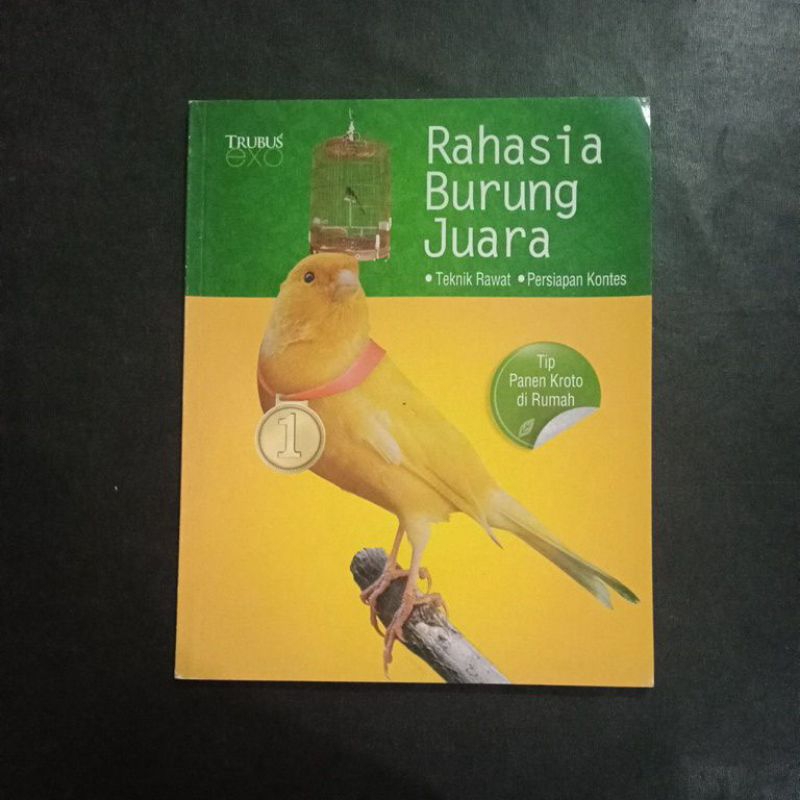 TRUBUS
exo
Rahasia
Burung
Juara
• Teknik Rawat • Persiapan Kontes
Tip
Panen Kroto
di Rumah
1